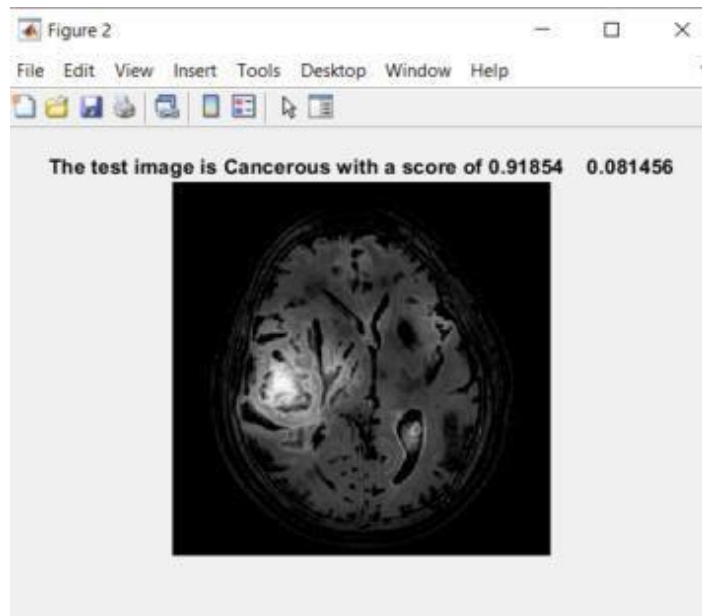 Figure 2
File Edit View Insert Tools Desktop Window Help
The test image is Cancerous with a score of 0.91854 0.081456